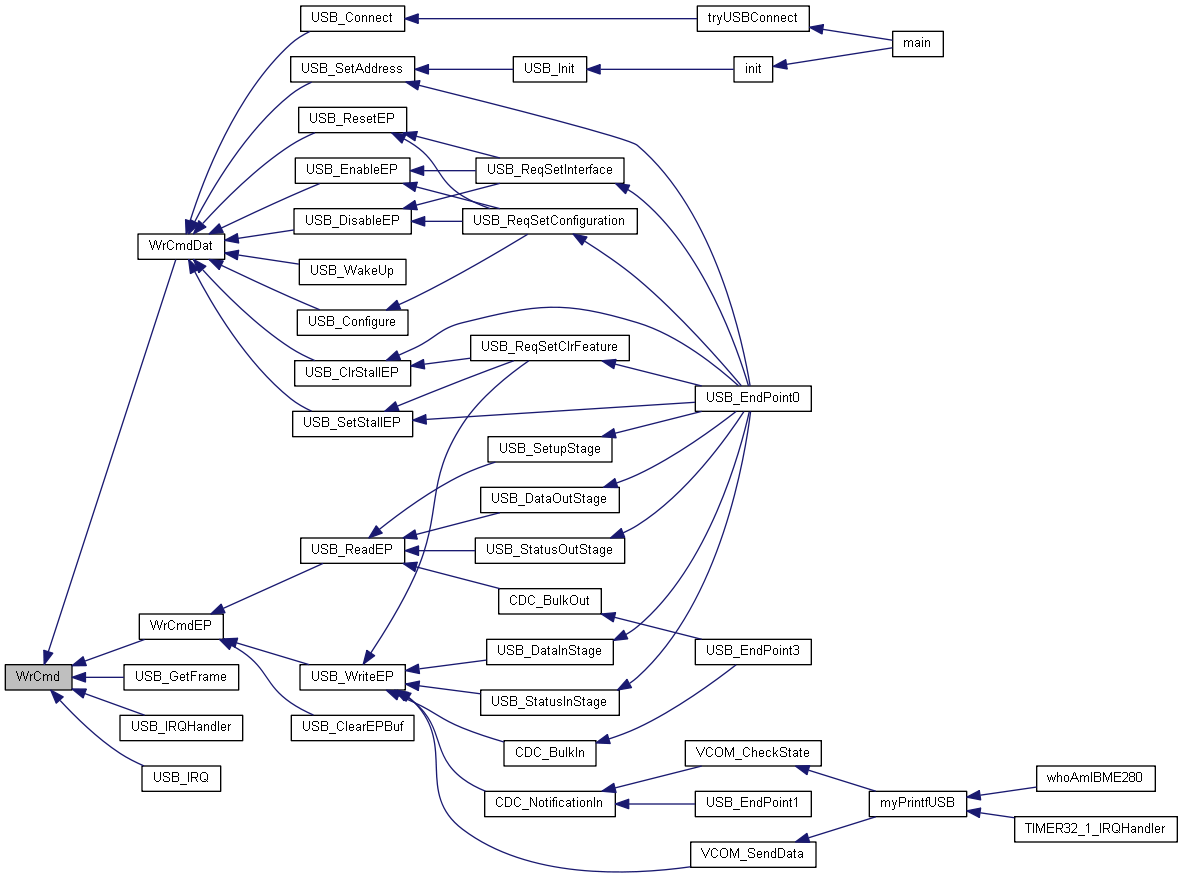 USB_Connect
tryUSBConnect
main
USB_SetAddress
USB_Init
init
USB_ResetEP
USB_EnableEP
USB_ReqSetInterface
USB_DisableEP
USB_ReqSetConfiguration
WrCmdDat
USB_WakeUp
USB_Configure
USB_ReqSetClrFeature
USB_ClrStallEP
USB_EndPoint0
USB_SetStallEP
USB_SetupStage
USB_DataOutStage
USB_ReadEP
USB_StatusOutStage
CDC_BulkOut
WrCmdEP
USB_DataInStage
USB_EndPoint3
WrCmd
USB_GetFrame
USB_WriteEP
USB_StatusInStage
USB_IRQHandler
USB_ClearEPBuf
CDC_BulkIn
VCOM_CheckState
USB_IRQ
whoAmIBME280
CDC_NotificationIn
USB_EndPoint1
myPrintfUSB
TIMER32_1_IRQHandler
VCOM_SendData